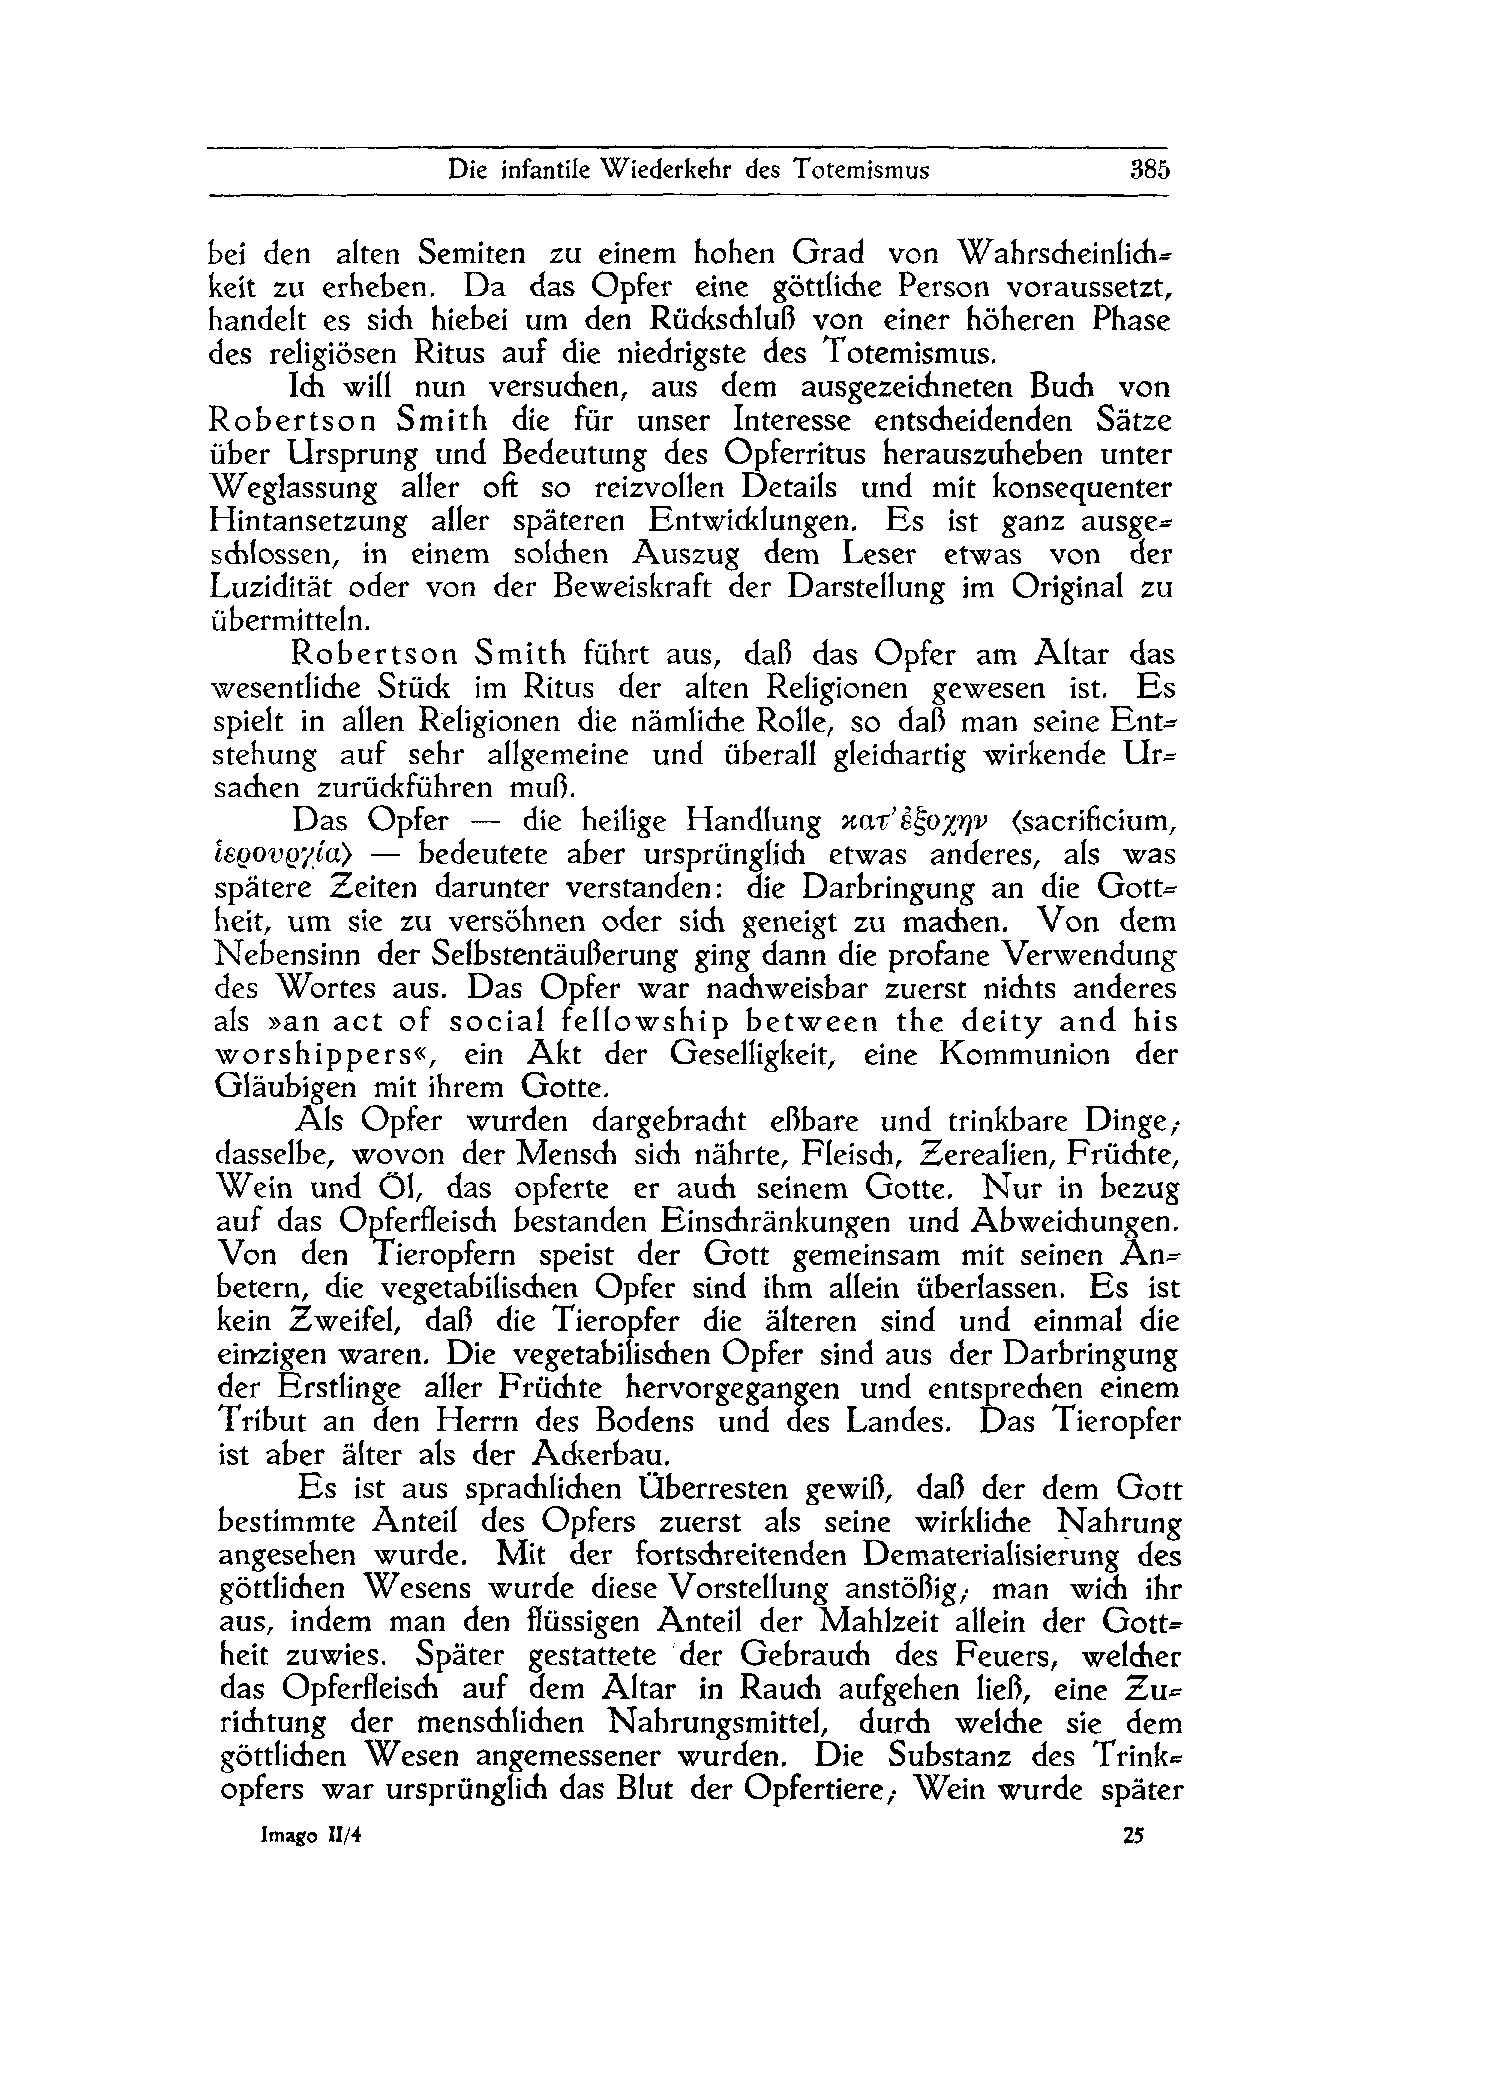 Die infantile Wiederkehr des Totemismus 385
bei den alten Semiten zu einem hohen Grad von Wahrscheinlich-
keit zu erheben. Da das Opfer eine göttliche Person voraussetzt,
handelt es sich hiebei um den Rückschluß von einer höheren Phase
des religiösen Ritus auf die niedrigste des Totemismus.
Ich will nun versuchen, aus dem ausgezeichneten Buch von
Robertson Smith die für unser Interesse entscheidenden Sätze
über Ursprung und Bedeutung des Opferritus herauszuheben unter
Weglassung aller oft so reizvollen Details und mit konsequenter
Hintansetzung aller späteren Entwicklungen. Es ist ganz ausge-
schlossen, in einem solchen Auszug dem Leser etwas von der
Luzidität oder von der Beweiskraft der Darstellung im Original zu
übermitteln.
Robertson Smith führt aus, daß das Opfer am Altar das
wesentliche Stück im Ritus der alten Religionen gewesen ist. Es
spielt in allen Religionen die nämliche Rolle, so daß man seine Ent-
stehung auf sehr allgemeine und überall gleichartig wirkende Ur-
sachen zurückführen muß.
Das Opfer — die heilige Handlung κατ’ ἐξοχην (sacrificium,
ἱερουργία) — bedeutete aber ursprünglich etwas anderes, als was
spätere Zeiten darunter verstanden: die Darbringung an die Gott-
heit, um sie zu versöhnen oder sich geneigt zu machen. Von dem
Nebensinn der Selbstentäußerung ging dann die profane Verwendung
des Wortes aus. Das Opfer war nachweisbar zuerst nichts anderes
als »an act of social fellowship between the deity and his
worshippers«, ein Akt der Geselligkeit, eine Kommunion der
Gläubigen mit ihrem Gotte.
Als Opfer wurden dargebracht eßbare und trinkbare Dinge;
dasselbe, wovon der Mensch sich nährte, Fleisch, Zerealien, Früchte,
Wein und Öl, das opferte er auch seinem Gotte. Nur in bezug
auf das Opferfleisch bestanden Einschränkungen und Abweichungen.
Von den Tieropfern speist der Gott gemeinsam mit seinen An-
betern, die vegetabilischen Opfer sind ihm allein überlassen. Es ist
kein Zweifel, daß die Tieropfer die älteren sind und einmal die
einzigen waren. Die vegetabilischen Opfer sind aus der Darbringung
der Erstlinge aller Früchte hervorgegangen und entsprechen einem
Tribut an den Herrn des Bodens und des Landes. Das Tieropfer
ist aber älter als der Ackerbau.
Es ist aus sprachlichen Überresten gewiß, daß der dem Gott
bestimmte Anteil des Opfers zuerst als seine wirkliche Nahrung
angesehen wurde. Mit der fortschreitenden Dematerialisierung des
göttlichen Wesens wurde diese Vorstellung anstößig; man wich ihr
aus, indem man den flüssigen Anteil der Mahlzeit allein der Gott-
heit zuwies. Später gestattete der Gebrauch des Feuers, welcher
das Opferfleisch auf dem Altar in Rauch aufgehen ließ, eine Zu-
richtung der menschlichen Nahrungsmittel, durch welche sie dem
göttlichen Wesen angemessener wurden. Die Substanz des Trink-
opfers war ursprünglich das Blut der Opfertiere; Wein wurde später
Imago II/4 25